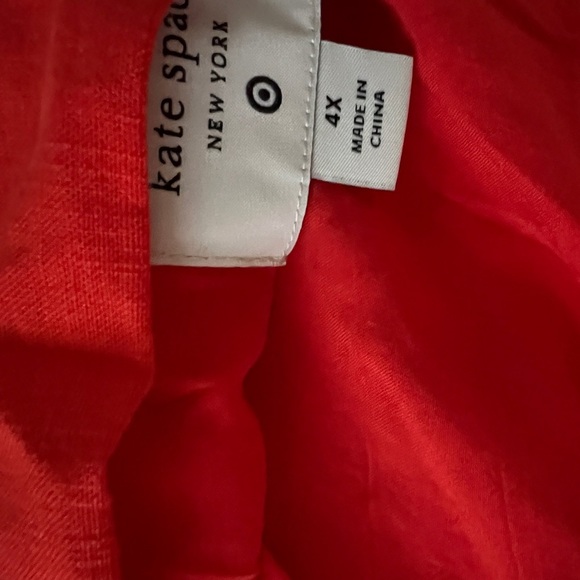 kate spa
NEW YORK
4X
MADE IN
CHINA